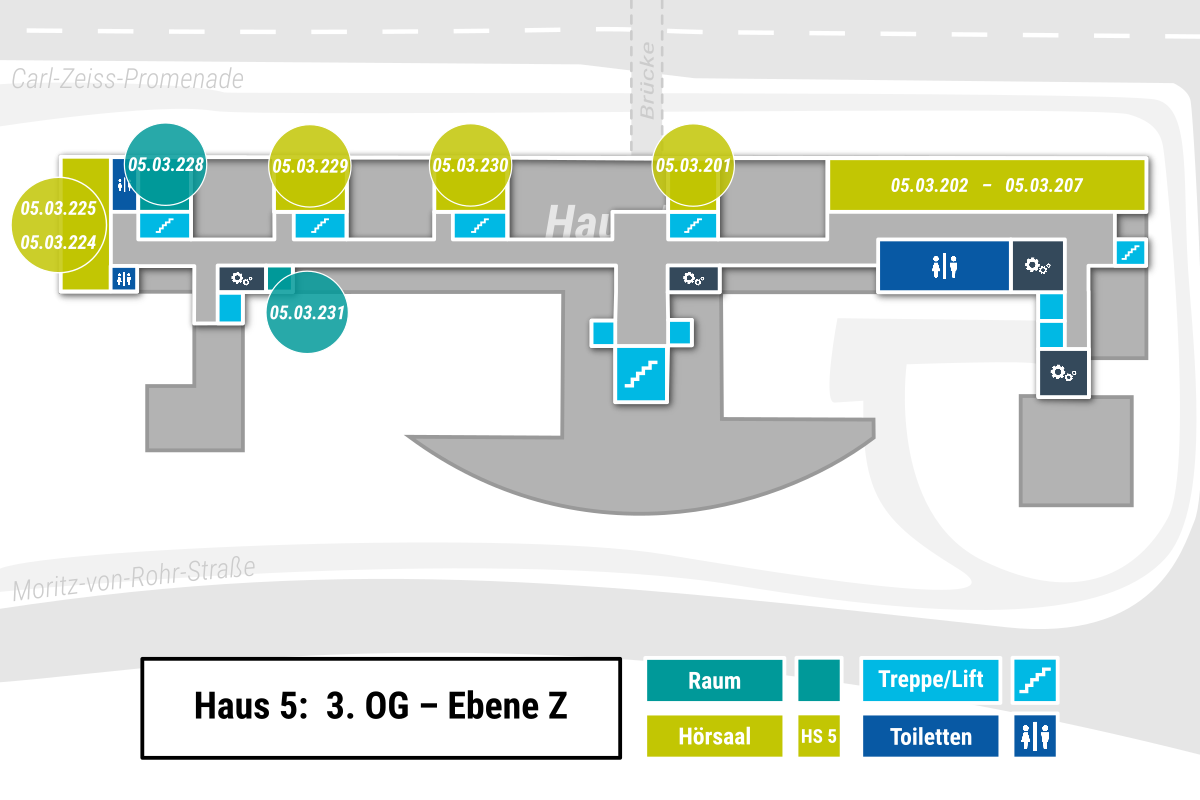 Brücke
Carl-Zeiss-Promenade
05.03.228
05.03.229
05.03.230
05.03.201
05.03.202 – 05.03.207
05.03.225
05.03.224
Hau
05.03.231
Moritz-von-Rohr-Straße
Haus 5: 3. OG – Ebene Z
Raum
Treppe/Lift
Hörsaal
HS 5
Toiletten